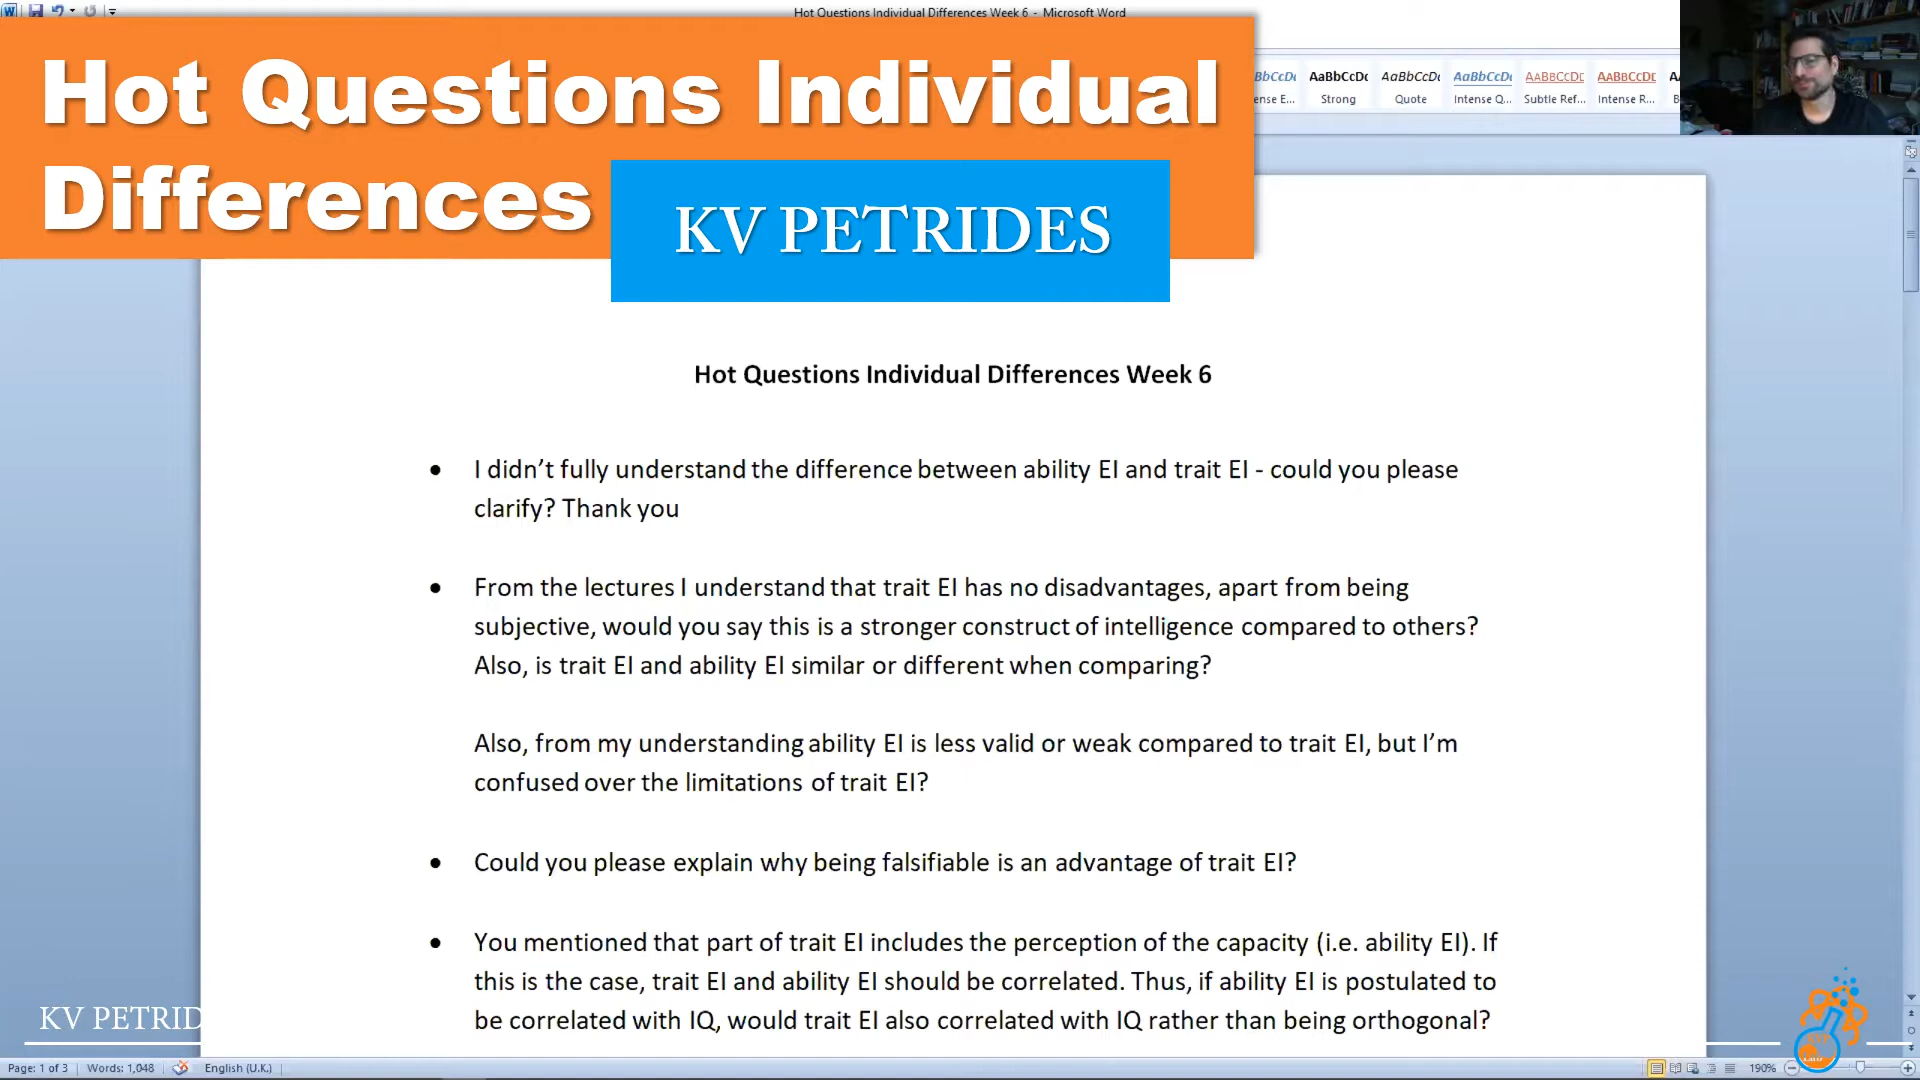 Hot Questions Individual Differences Week 6 - Microsoft Word
Hot Questions Individual
Differences
KV PETRIDES
AaBbCcDc AaBbCcDc AaBbCcDc AaBbCcDc AaBbCcDc
Strong Quote Intense Q... Subtle Ref... Intense R...
Hot Questions Individual Differences Week 6
• I didn’t fully understand the difference between ability EI and trait EI - could you please
clarify? Thank you
• From the lectures I understand that trait EI has no disadvantages, apart from being
subjective, would you say this is a stronger construct of intelligence compared to others?
Also, is trait EI and ability EI similar or different when comparing?
Also, from my understanding ability EI is less valid or weak compared to trait EI, but I’m
confused over the limitations of trait EI?
• Could you please explain why being falsifiable is an advantage of trait EI?
• You mentioned that part of trait EI includes the perception of the capacity (i.e. ability EI). If
this is the case, trait EI and ability EI should be correlated. Thus, if ability EI is postulated to
be correlated with IQ, would trait EI also correlated with IQ rather than being orthogonal?
KV PETRID
Page: 1 of 3 Words: 1,048 English (U.K.) 190%